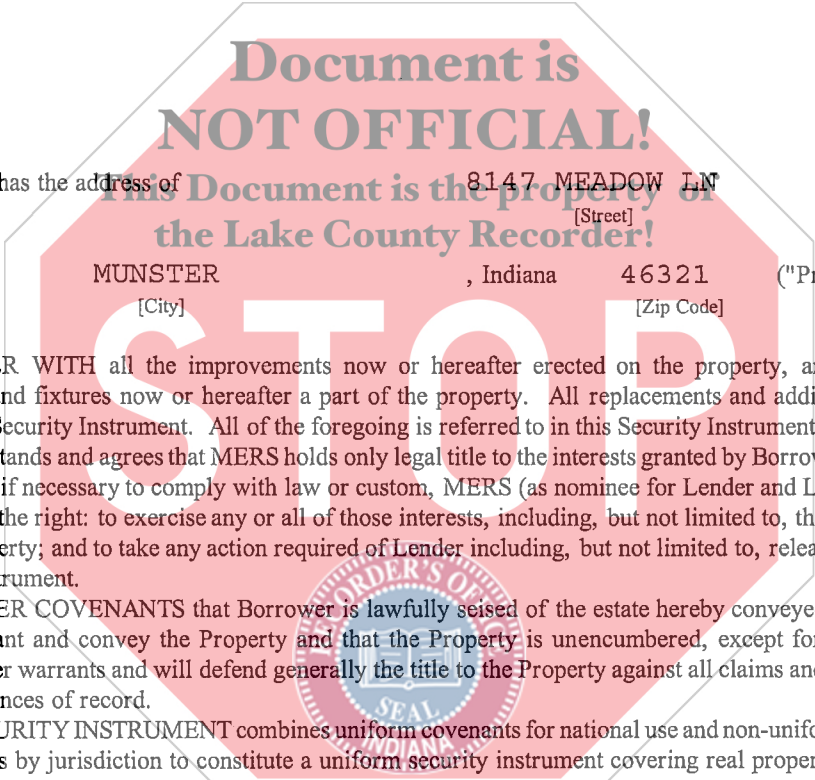 Document is
NOT OFFICIAL!
has the address of 8147 MEADOW LN
This Document is the property of
[Street]
the Lake County Recorder!
MUNSTER , Indiana 46321 ("Pr
[City] [Zip Code]
STOP
R WITH all the improvements now or hereafter erected on the property, a
nd fixtures now or hereafter a part of the property. All replacements and addi
Security Instrument. All of the foregoing is referred to in this Security Instrument
tands and agrees that MERS holds only legal title to the interests granted by Borrow
if necessary to comply with law or custom, MERS (as nominee for Lender and L
the right: to exercise any or all of those interests, including, but not limited to, th
erty; and to take any action required of Lender including, but not limited to, relea
trument.
ER COVENANTS that Borrower is lawfully seised of the estate hereby conveye
ant and convey the Property and that the Property is unencumbered, except for
er warrants and will defend generally the title to the Property against all claims and
nces of record.
URITY INSTRUMENT combines uniform covenants for national use and non-unifo
s by jurisdiction to constitute a uniform security instrument covering real proper
RECORDER'S OFFICE
SEAL
INDIANA